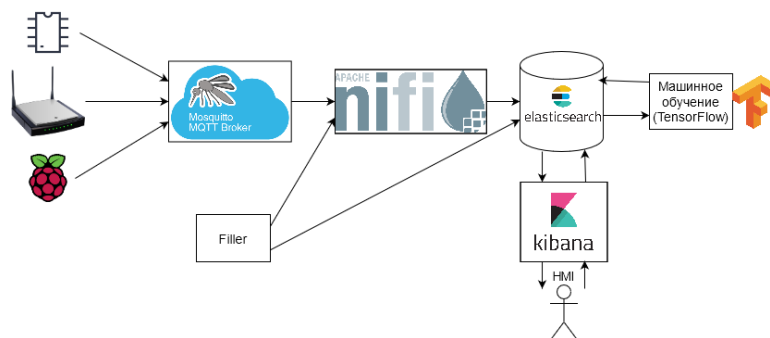 Mosquitto
MQTT Broker
APACHE
nifi
elasticsearch
Машинное
обучение
(TensorFlow)
Filler
kibana
HMI